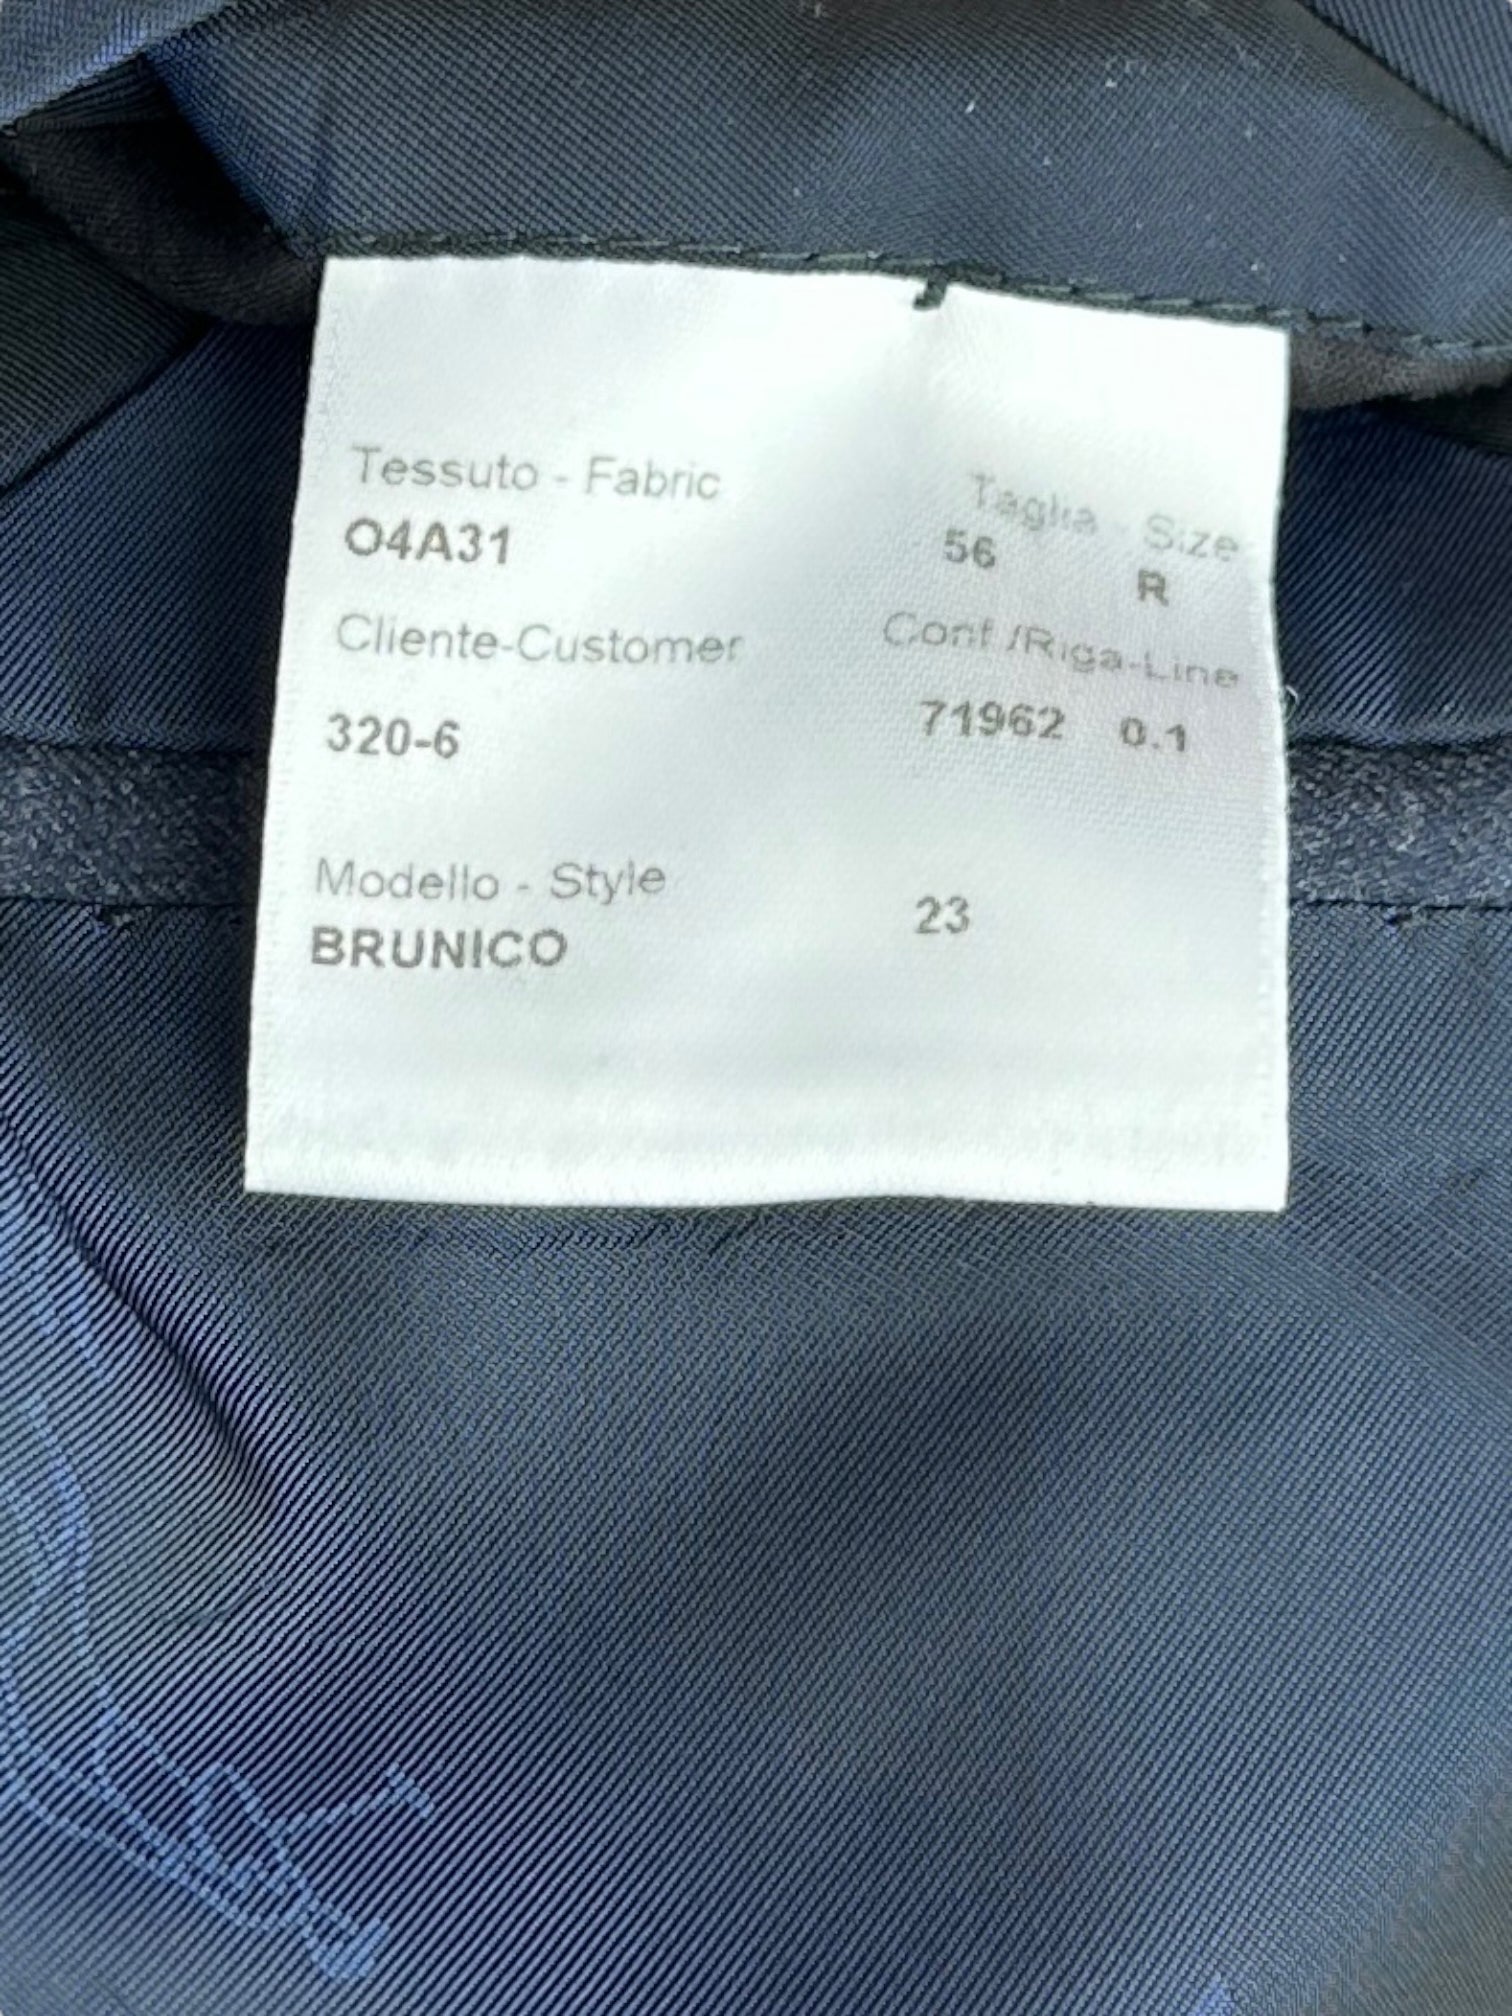 Tessuto - Fabric
Taglia - Size
O4A31
56 R
Cliente-Customer
Conf /Riga-Line
320-6
71962 0.1
Modello - Style
BRUNICO
23